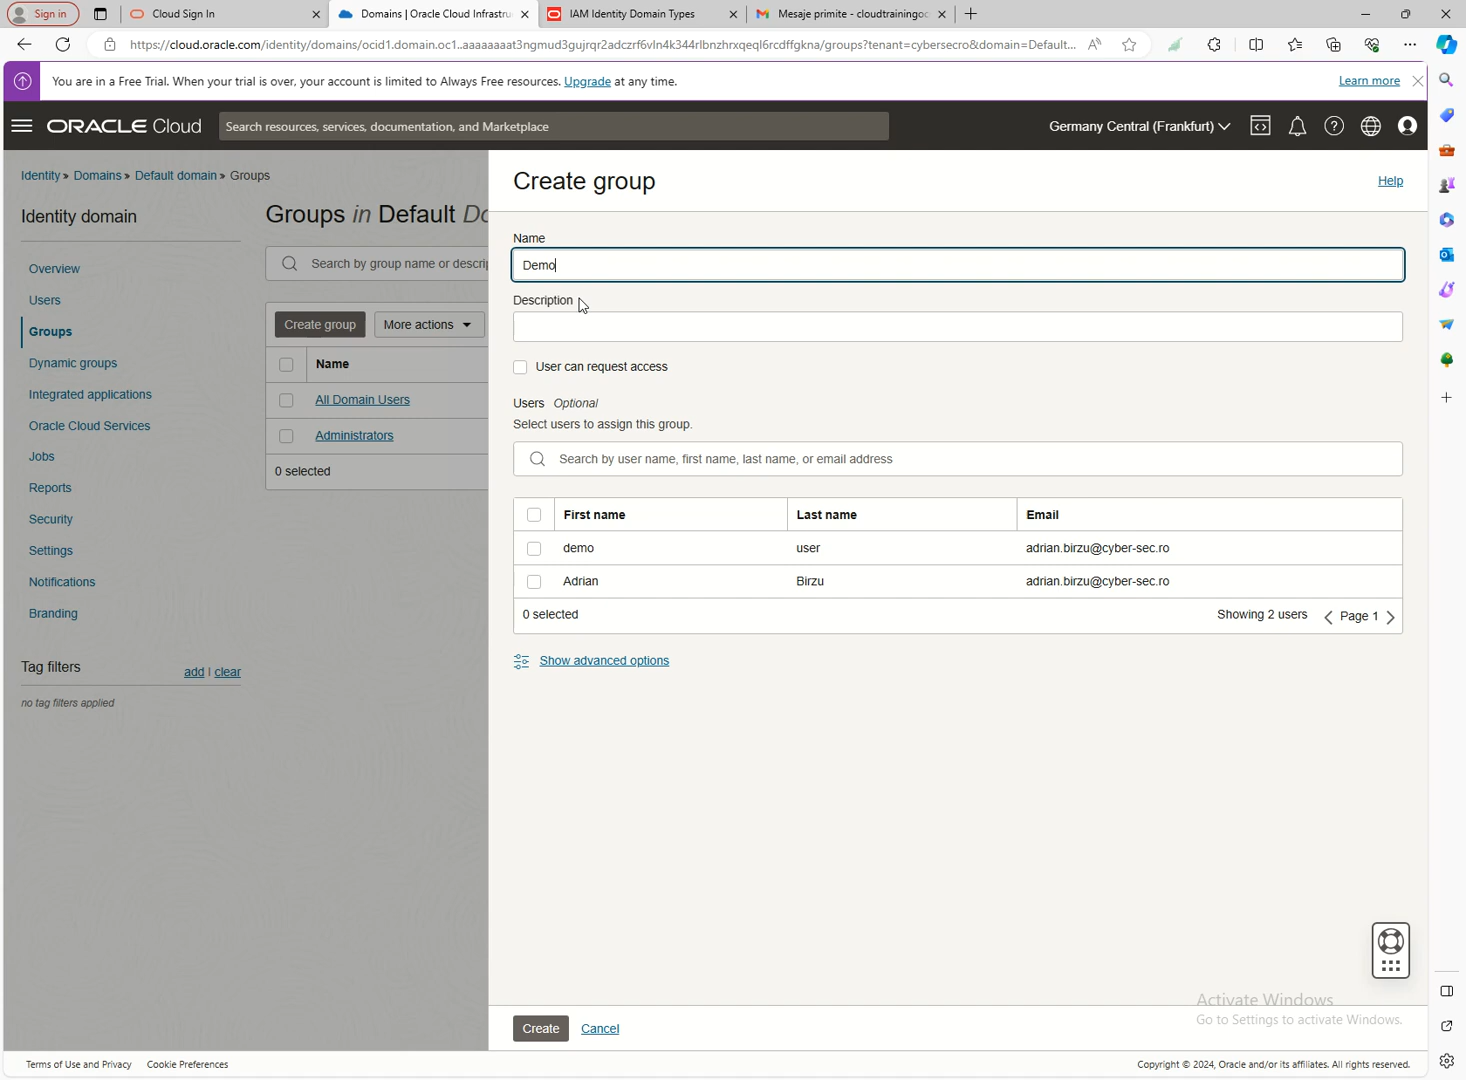 Sign in
Cloud Sign In
Domains | Oracle Cloud Infrastru
IAM Identity Domain Types
Mesaje primite - cloudtrainingoc
https://cloud.oracle.com/identity/domains/ocid1.domain.oc1..aaaaaaaat3ngmud3gujrqr2adczrf6vln4k344rlbnzhrxqeql6rcdffgkna/groups?tenant=cybersecro&domain=Default...
You are in a Free Trial. When your trial is over, your account is limited to Always Free resources. Upgrade at any time.
Learn more
ORACLE Cloud
Search resources, services, documentation, and Marketplace
Germany Central (Frankfurt)
Identity » Domains » Default domain » Groups
Identity domain
Overview
Users
Groups
Dynamic groups
Integrated applications
Oracle Cloud Services
Jobs
Reports
Security
Settings
Notifications
Branding
Tag filters
add | clear
no tag filters applied
Groups in Default Do
Search by group name or descrip
Create group
More actions
Name
All Domain Users
Administrators
0 selected
Create group
Help
Name
Demo
Description
User can request access
Users Optional
Select users to assign this group.
Search by user name, first name, last name, or email address
First name Last name Email
demo user adrian.birzu@cyber-sec.ro
Adrian Birzu adrian.birzu@cyber-sec.ro
0 selected
Showing 2 users
Page 1
Show advanced options
Activate Windows
Go to Settings to activate Windows.
Create
Cancel
Terms of Use and Privacy
Cookie Preferences
Copyright © 2024, Oracle and/or its affiliates. All rights reserved.